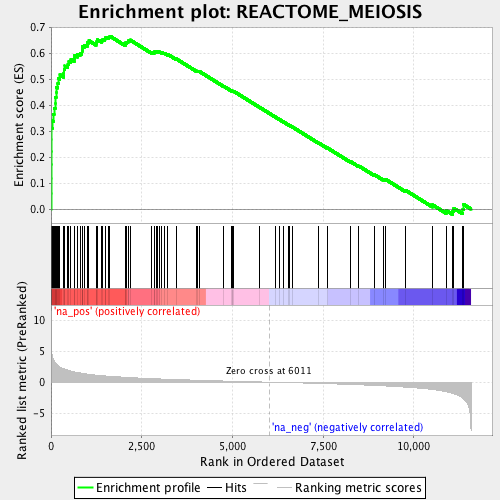 Enrichment plot: REACTOME_MEIOSIS
Enrichment score (ES)
0.7
0.6
0.5
0.4
0.3
0.2
0.1
0.0
'na_pos' (positively correlated)
Ranked list metric (PreRanked)
10
5
0
-5
Zero cross at 6011
'na_neg' (negatively correlated)
0
2,500
5,000
7,500
10,000
Rank in Ordered Dataset
Enrichment profile
Hits
Ranking metric scores